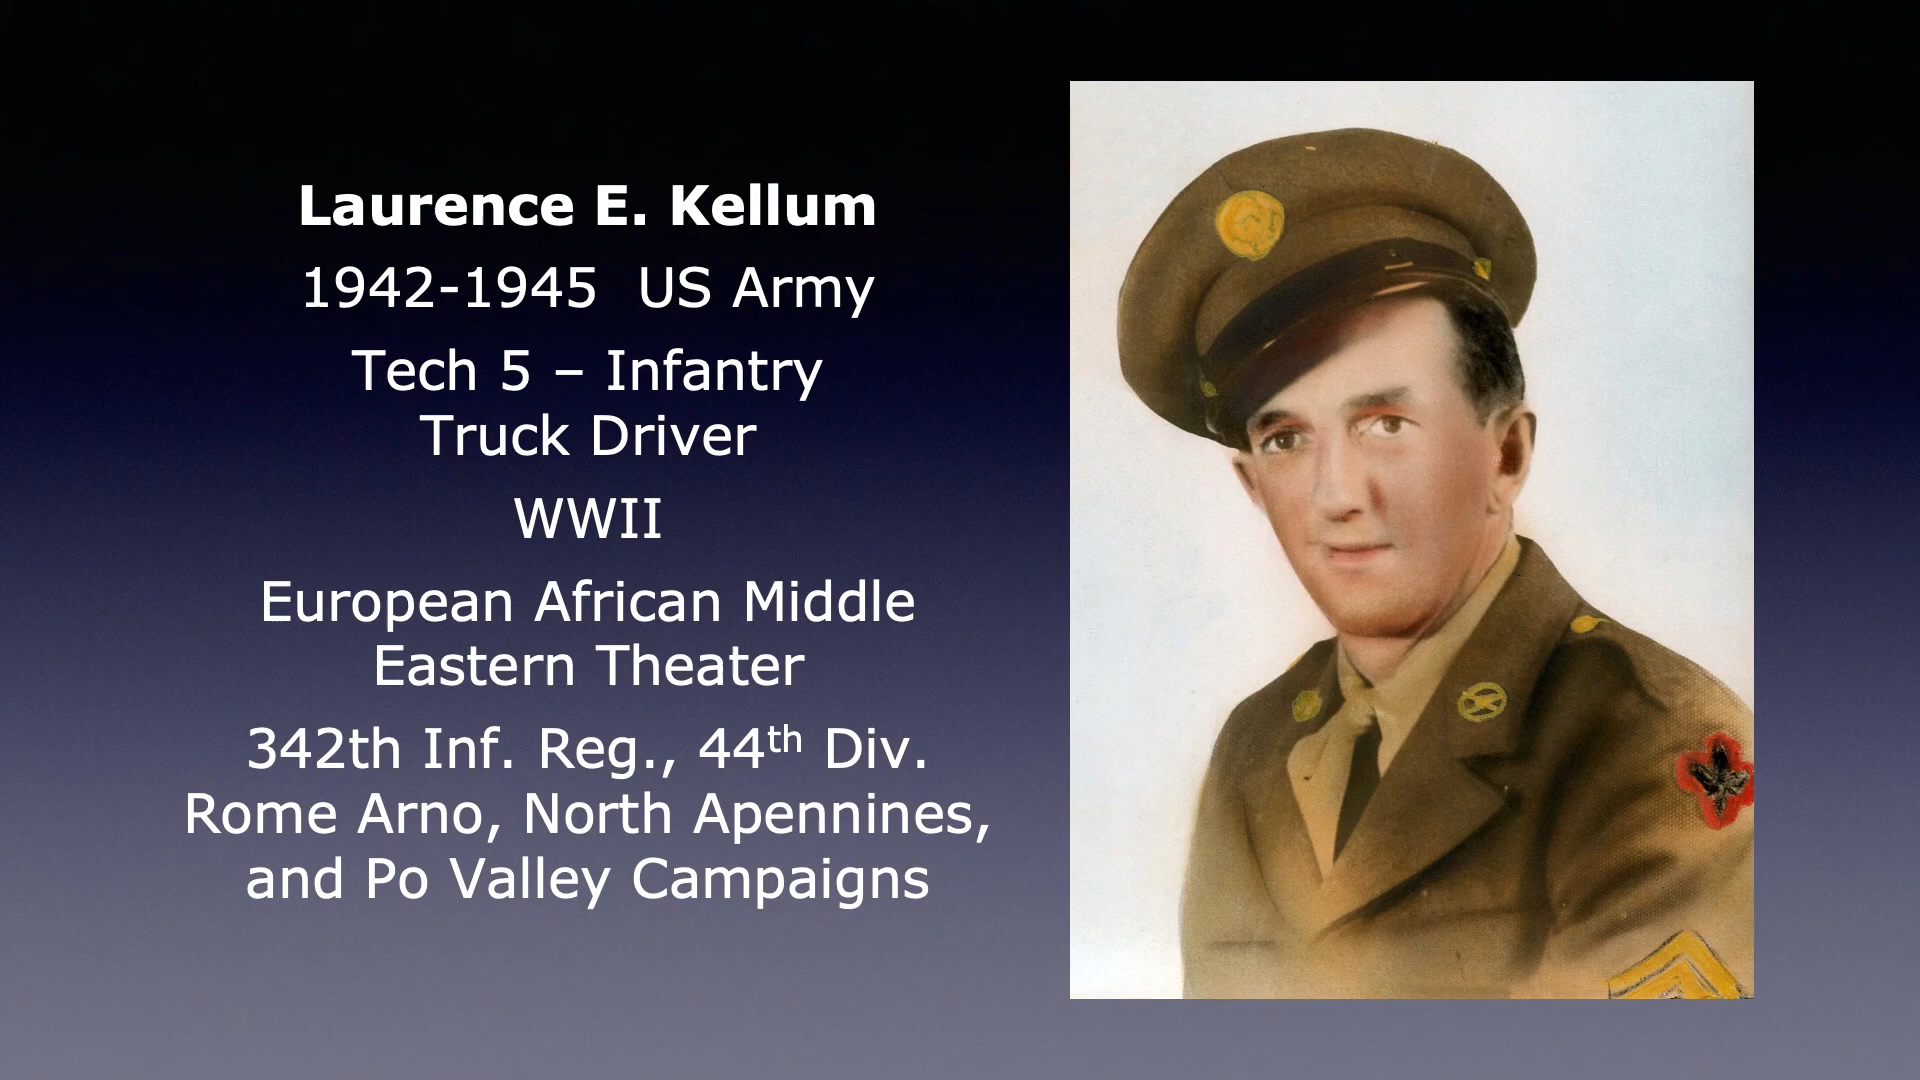 Laurence E. Kellum
1942-1945 US Army
Tech 5 – Infantry
Truck Driver
WWII
European African Middle
Eastern Theater
342th Inf. Reg., 44th Div.
Rome Arno, North Apennines,
and Po Valley Campaigns